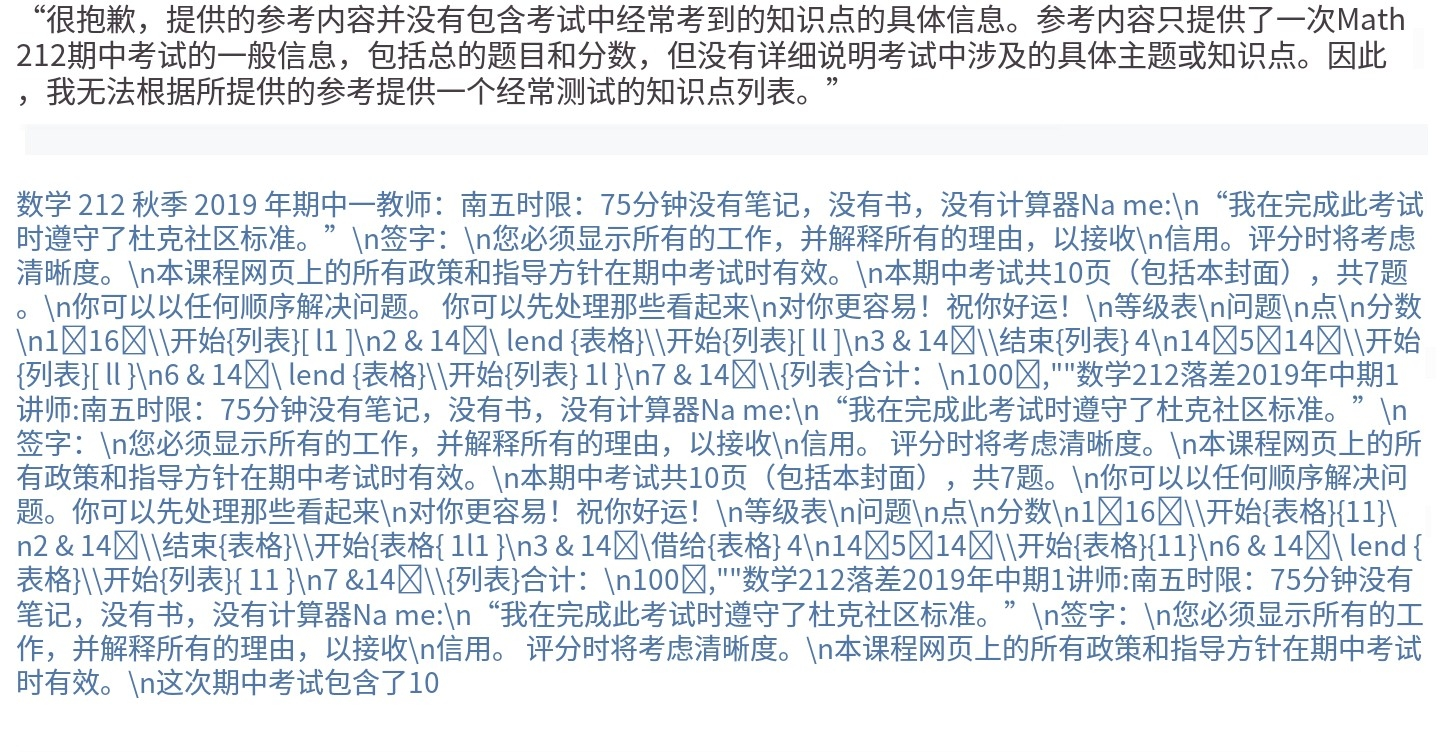 “很抱歉，提供的参考内容并没有包含考试中经常考到的知识点的具体信息。参考内容只提供了一次Math
212期中考试的一般信息，包括总的题目和分数，但没有详细说明考试中涉及的具体主题或知识点。因此
，我无法根据所提供的参考提供一个经常测试的知识点列表。”
数学 212 秋季 2019 年期中一教师：南五时限：75分钟没有笔记，没有书，没有计算器Na me:\n“我在完成此考试
时遵守了杜克社区标准。”\n签字：\n您必须显示所有的工作，并解释所有的理由，以接收\n信用。评分时将考虑
清晰度。\n本课程网页上的所有政策和指导方针在期中考试时有效。\n本期中考试共10页（包括本封面），共7题
。\n你可以以任何顺序解决问题。 你可以先处理那些看起来\n对你更容易！祝你好运！\n等级表\n问题\n点\n分数
\n1☒16☒\\开始{列表}[ l1 ]\n2 & 14☒\ lend {表格}\\开始{列表}[ ll ]\n3 & 14☒\\结束{列表} 4\n14☒5☒14☒\\开始
{列表}[ ll }\n6 & 14☒\ lend {表格}\\开始{列表} 1l }\n7 & 14☒\\{列表}合计：\n100☒,""数学212落差2019年中期1
讲师:南五时限：75分钟没有笔记，没有书，没有计算器Na me:\n“我在完成此考试时遵守了杜克社区标准。”\n
签字：\n您必须显示所有的工作，并解释所有的理由，以接收\n信用。 评分时将考虑清晰度。\n本课程网页上的所
有政策和指导方针在期中考试时有效。\n本期中考试共10页（包括本封面），共7题。\n你可以以任何顺序解决问
题。你可以先处理那些看起来\n对你更容易！祝你好运！\n等级表\n问题\n点\n分数\n1☒16☒\\开始{表格}{11}\
n2 & 14☒\\结束{表格}\\开始{表格{ 1l1 }\n3 & 14☒\借给{表格} 4\n14☒5☒14☒\\开始{表格}{11}\n6 & 14☒\ lend {
表格}\\开始{列表}{ 11 }\n7 &14☒\\{列表}合计：\n100☒,""数学212落差2019年中期1讲师:南五时限：75分钟没有
笔记，没有书，没有计算器Na me:\n“我在完成此考试时遵守了杜克社区标准。”\n签字：\n您必须显示所有的工
作，并解释所有的理由，以接收\n信用。 评分时将考虑清晰度。\n本课程网页上的所有政策和指导方针在期中考试
时有效。\n这次期中考试包含了10